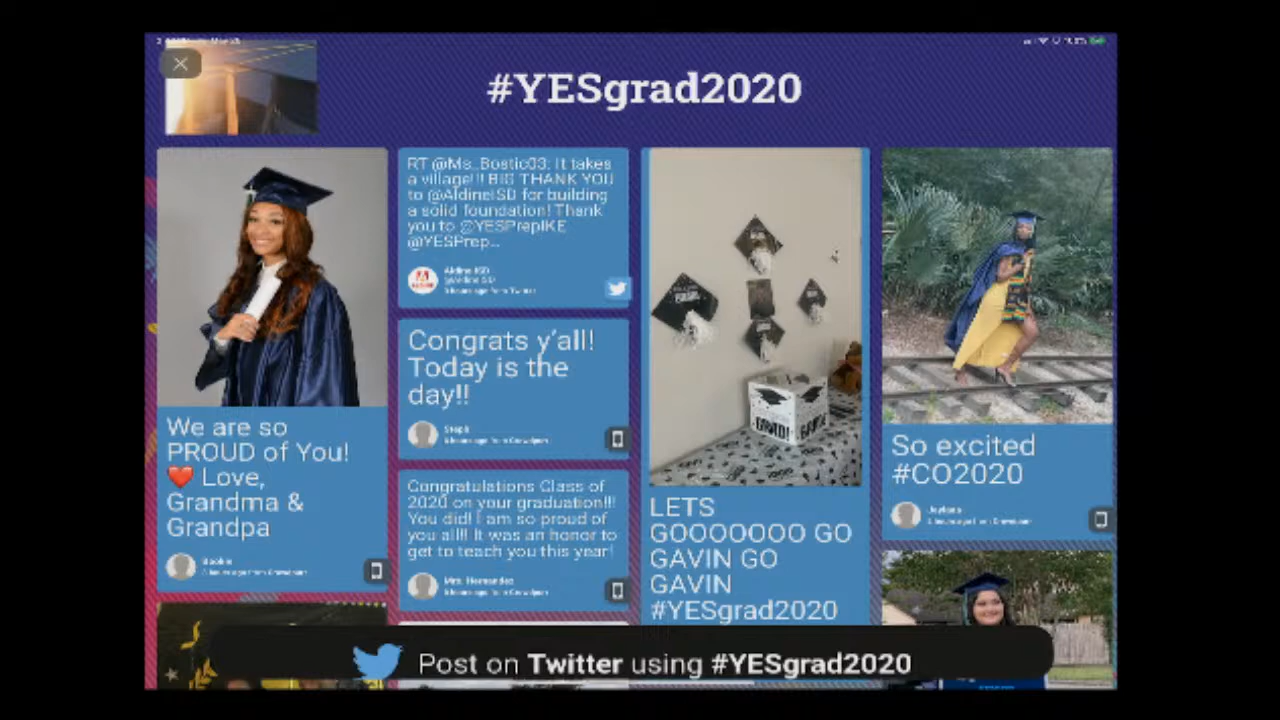 #YESgrad2020
We are so
PROUD of You!
❤️ Love,
Grandma &
Grandpa
RT @Ms_Bostic03: It takes
a village!!! BIG THANK YOU
to @AldineISD for building
a solid foundation! Thank
you to @YESPrepIKE
@YESPrep...
Aldine ISD
Congrats y'all!
Today is the
day!!
Steph
Congratulations Class of
2020 on your graduation!!!
You did! I am so proud of
you all!! It was an honor to
get to teach you this year!
Mrs. Hernandez
LETS
GOOOOOOO GO
GAVIN GO
GAVIN
#YESgrad2020
So excited
#CO2020
Post on Twitter using #YESgrad2020